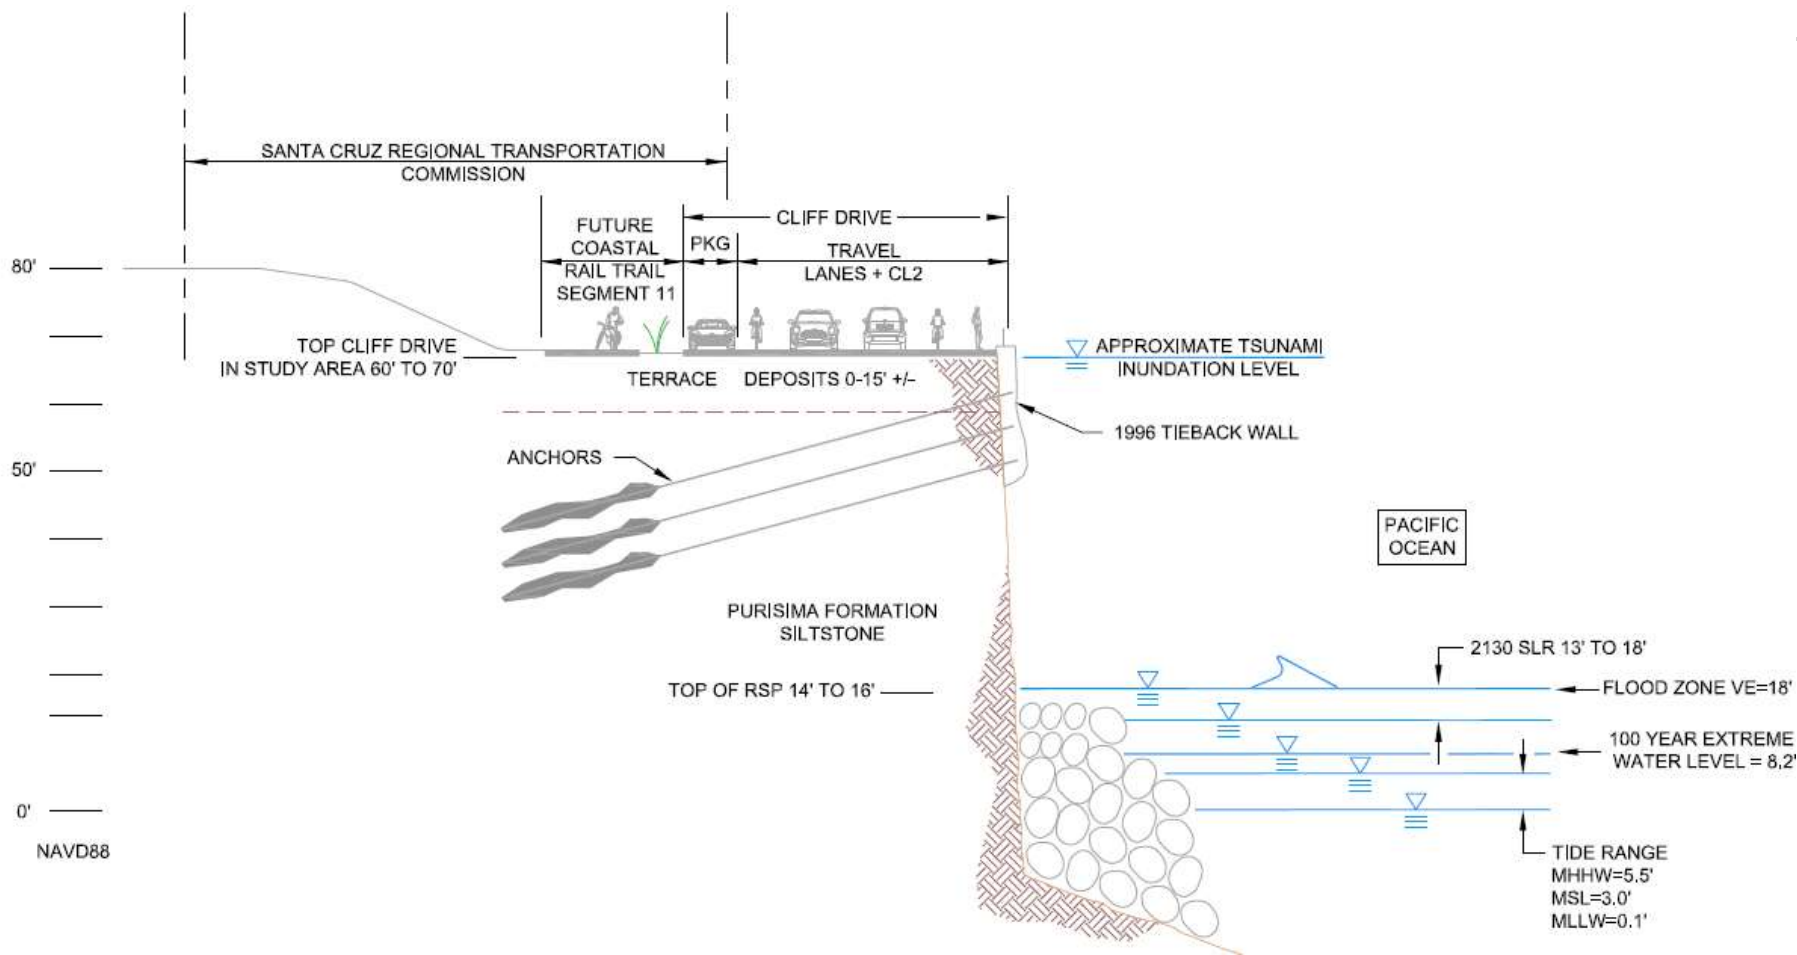 SANTA CRUZ REGIONAL TRANSPORTATION
COMMISSION
CLIFF DRIVE
FUTURE
COASTAL
RAIL TRAIL
SEGMENT 11
PKG
TRAVEL
LANES + CL2
80'
TOP CLIFF DRIVE
IN STUDY AREA 60' TO 70'
APPROXIMATE TSUNAMI
INUNDATION LEVEL
TERRACE DEPOSITS 0-15' +/-
1996 TIEBACK WALL
ANCHORS
50'
PACIFIC
OCEAN
PURISIMA FORMATION
SILTSTONE
2130 SLR 13' TO 18'
TOP OF RSP 14' TO 16'
FLOOD ZONE VE=18'
100 YEAR EXTREME
WATER LEVEL = 8,2'
0'
NAVD88
TIDE RANGE
MHHW=5.5'
MSL=3.0'
MLLW=0.1'